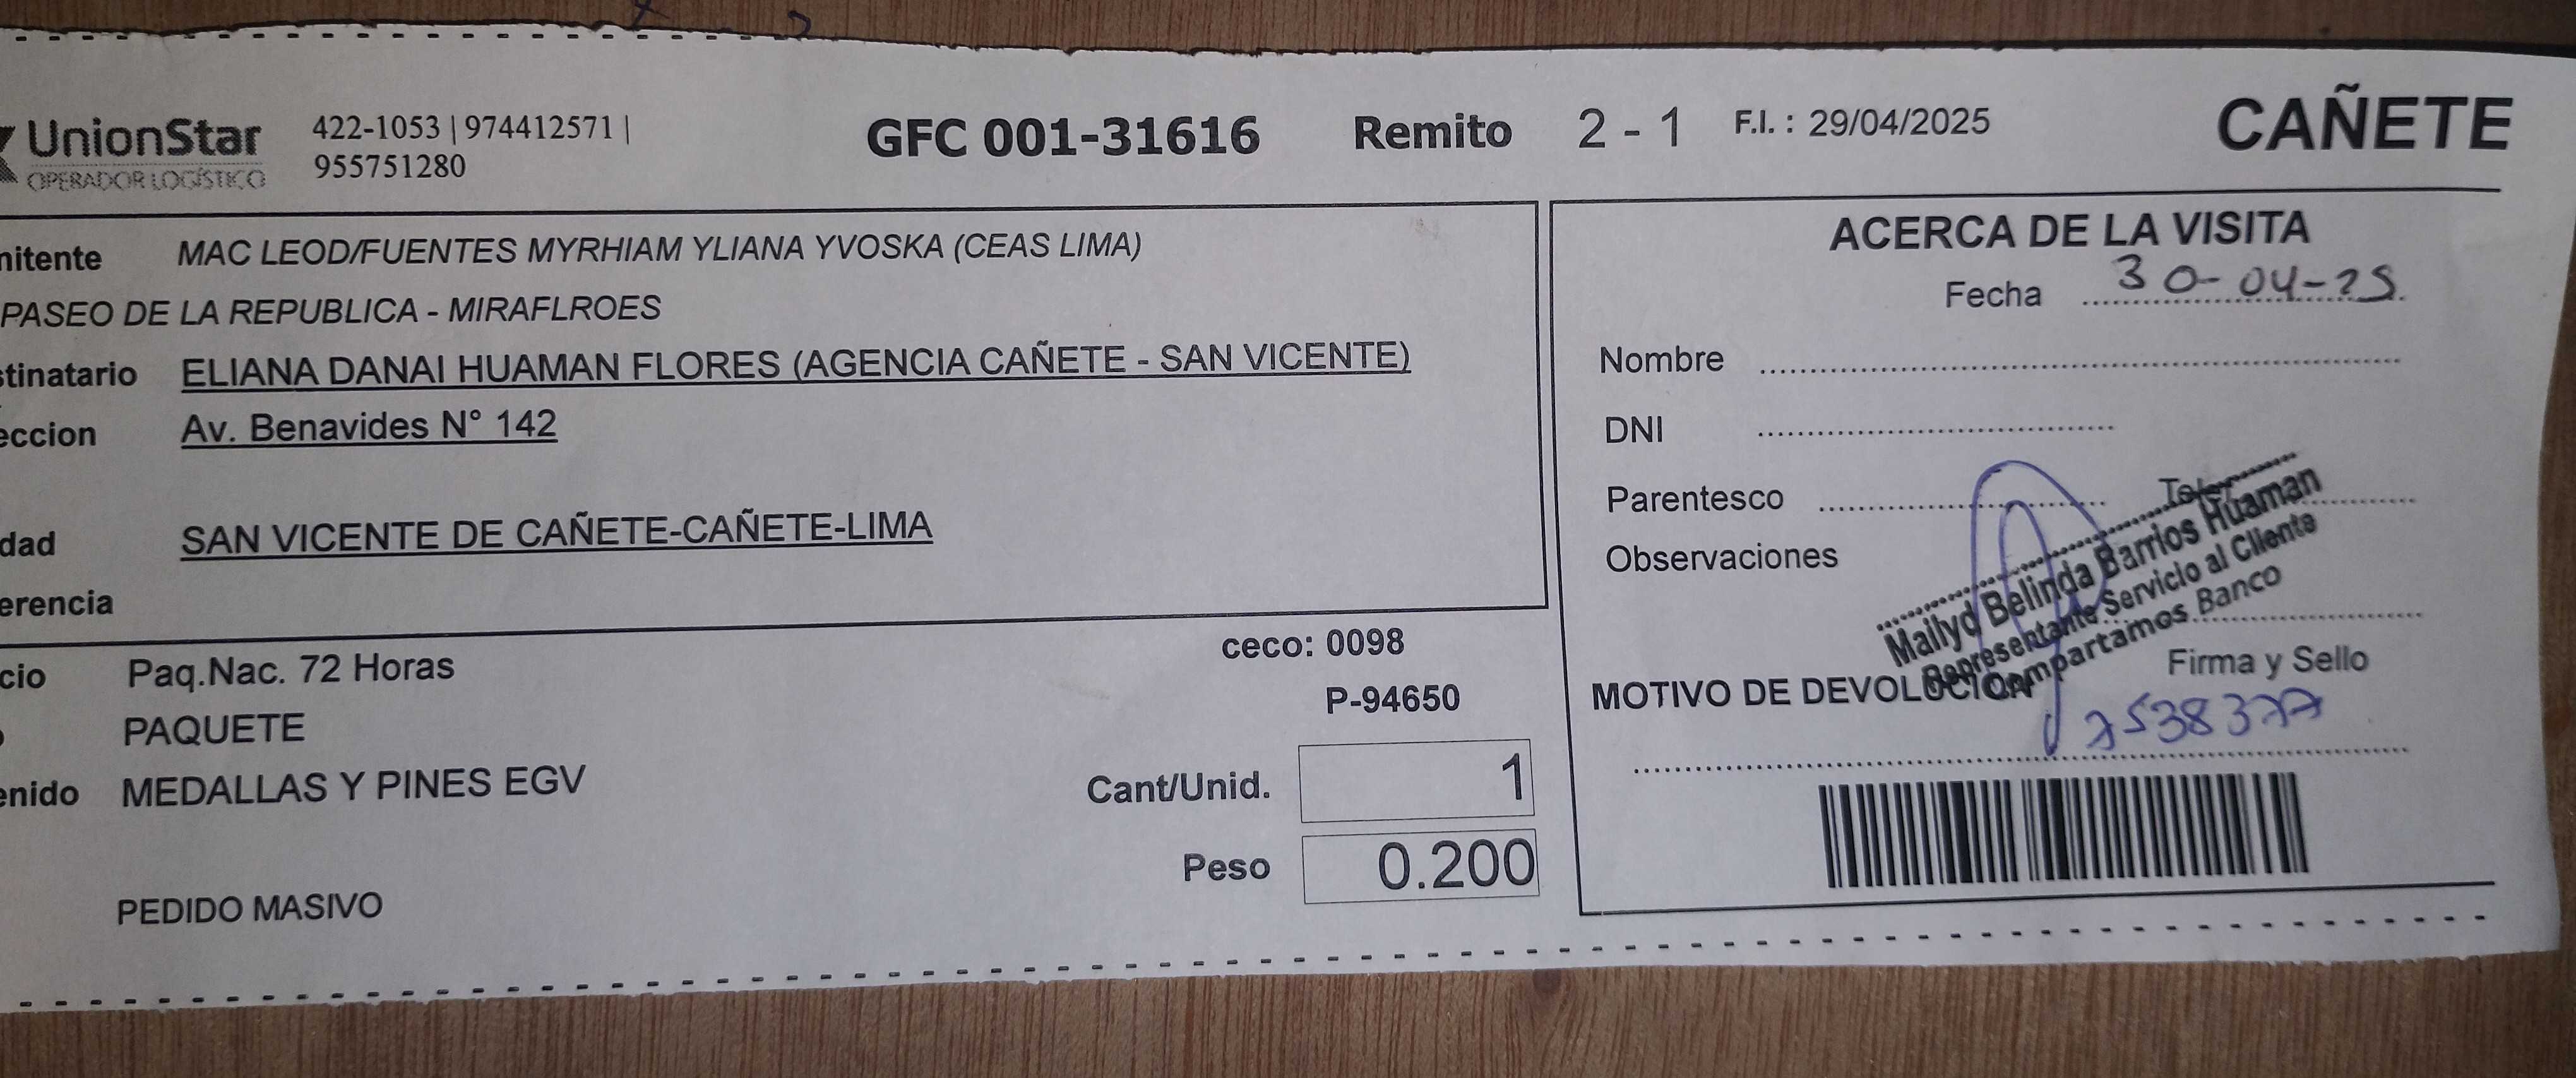 UnionStar
OPERADOR LOGÍSTICO
422-1053 | 974412571 |
955751280
GFC 001-31616 Remito 2 - 1 F.I. : 29/04/2025 CAÑETE
mitente MAC LEOD/FUENTES MYRHIAM YLIANA YVOSKA (CEAS LIMA)
PASEO DE LA REPUBLICA - MIRAFLROES
stinatario ELIANA DANAI HUAMAN FLORES (AGENCIA CAÑETE - SAN VICENTE)
eccion Av. Benavides N° 142
dad SAN VICENTE DE CAÑETE-CAÑETE-LIMA
erencia
cio Paq.Nac. 72 Horas
ceco: 0098
P-94650
PAQUETE
enido MEDALLAS Y PINES EGV
Cant/Unid. 1
Peso 0.200
PEDIDO MASIVO
ACERCA DE LA VISITA
Fecha 30-04-25
Nombre
DNI
Parentesco
Observaciones
Mailyd Belinda Barrios Huaman
Representante Servicio al Cliente
Compartamos Banco
Firma y Sello
MOTIVO DE DEVOLUCION